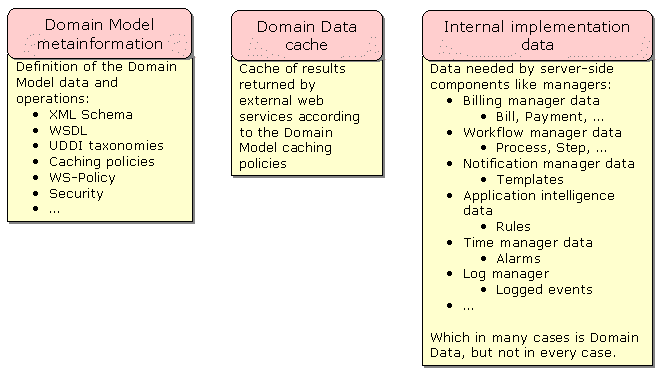 Domain Model
metainformation
Definition of the Domain
Model data and
operations:
• XML Schema
• WSDL
• UDDI taxonomies
• Caching policies
• WS-Policy
• Security
• ...
Domain Data
cache
Cache of results
returned by
external web
services according
to the Domain
Model caching
policies
Internal implementation
data
Data needed by server-side
components like managers:
• Billing manager data
• Bill, Payment, ...
• Workflow manager data
• Process, Step, ...
• Notification manager data
• Templates
• Application intelligence
data
• Rules
• Time manager data
• Alarms
• Log manager
• Logged events
• ...
Which in many cases is Domain
Data, but not in every case.